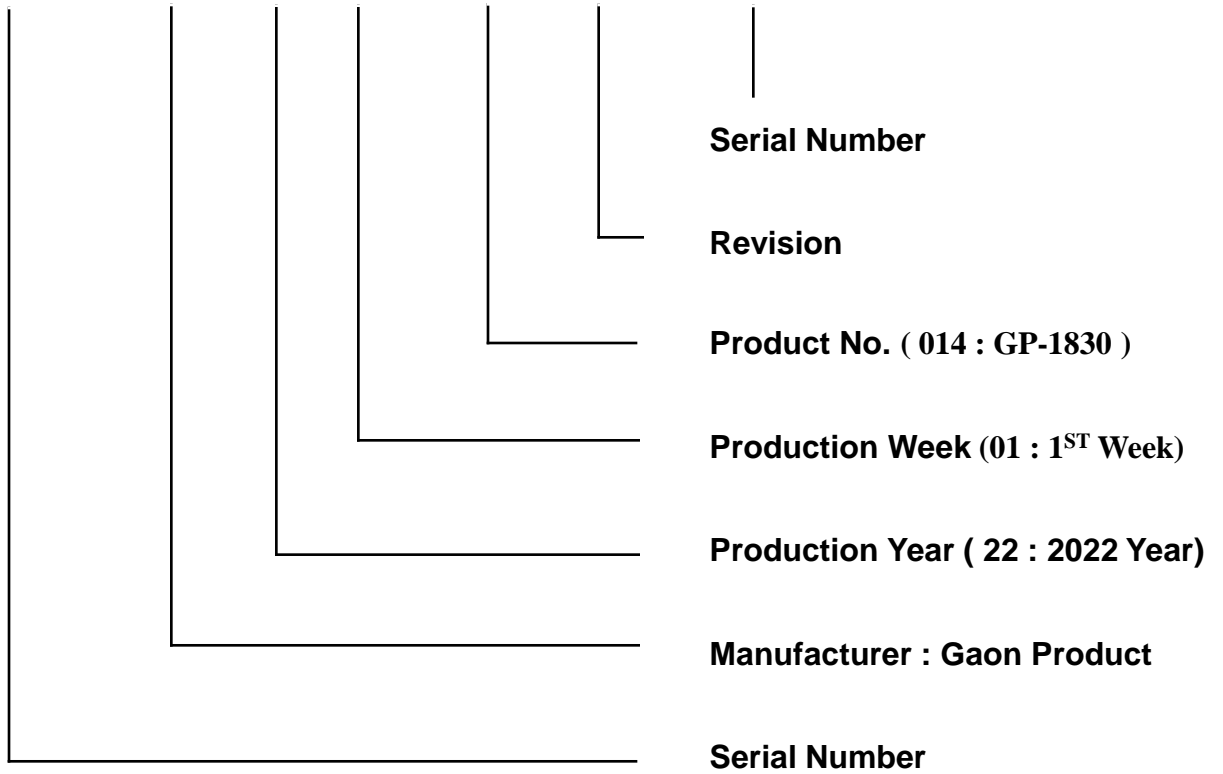 Serial Number
Revision
Product No. ( 014 : GP-1830 )
Production Week (01 : 1ST Week)
Production Year ( 22 : 2022 Year)
Manufacturer : Gaon Product
Serial Number